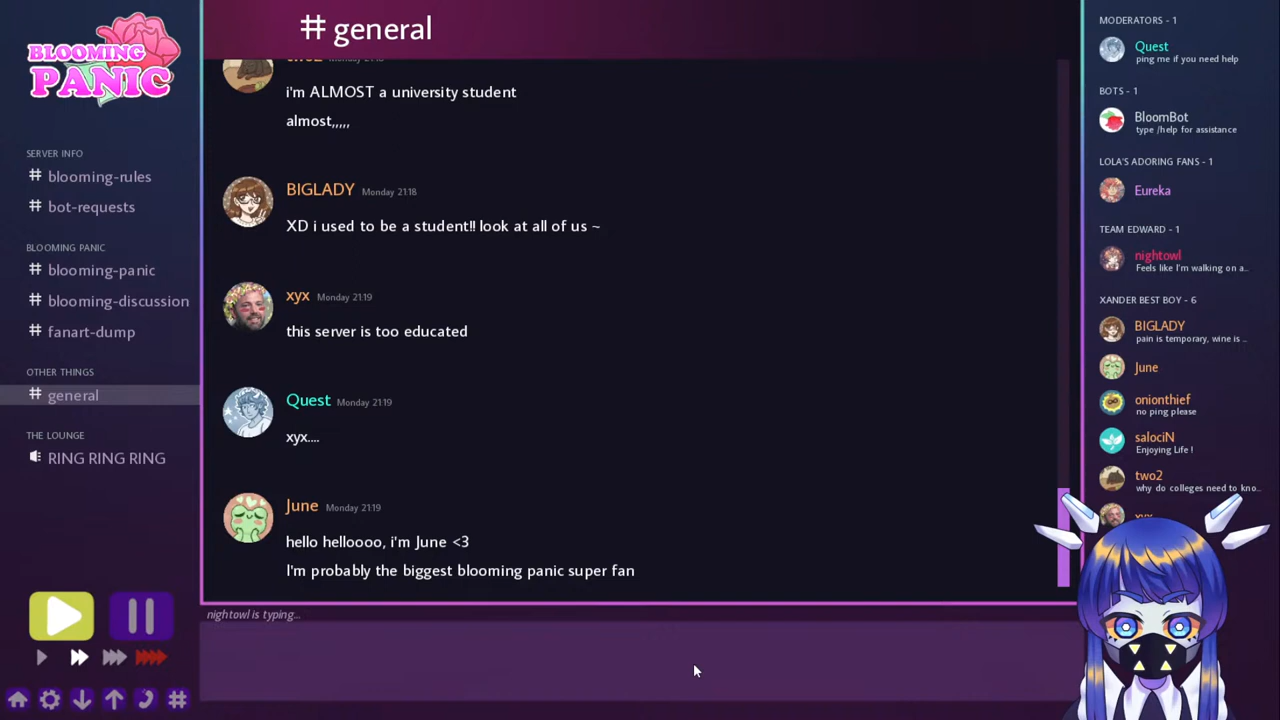 BLOOMING
PANIC
SERVER INFO
# blooming-rules
# bot-requests
BLOOMING PANIC
# blooming-panic
# blooming-discussion
# fanart-dump
OTHER THINGS
# general
THE LOUNGE
RING RING RING
# general
two2 Monday 21:18
i'm ALMOST a university student
almost,,,,,
BIGLADY Monday 21:18
XD i used to be a student!! look at all of us ~
xyx Monday 21:19
this server is too educated
Quest Monday 21:19
xyx....
June Monday 21:19
hello helloooo, i'm June <3
I'm probably the biggest blooming panic super fan
nightowl is typing...
MODERATORS - 1
Quest
ping me if you need help
BOTS - 1
BloomBot
type /help for assistance
LOLA'S ADORING FANS - 1
Eureka
TEAM EDWARD - 1
nightowl
Feels like I'm walking on a...
XANDER BEST BOY - 6
BIGLADY
pain is temporary, wine is ...
June
onionthief
no ping please
salociN
Enjoying Life !
two2
why do colleges need to kno...
xyx